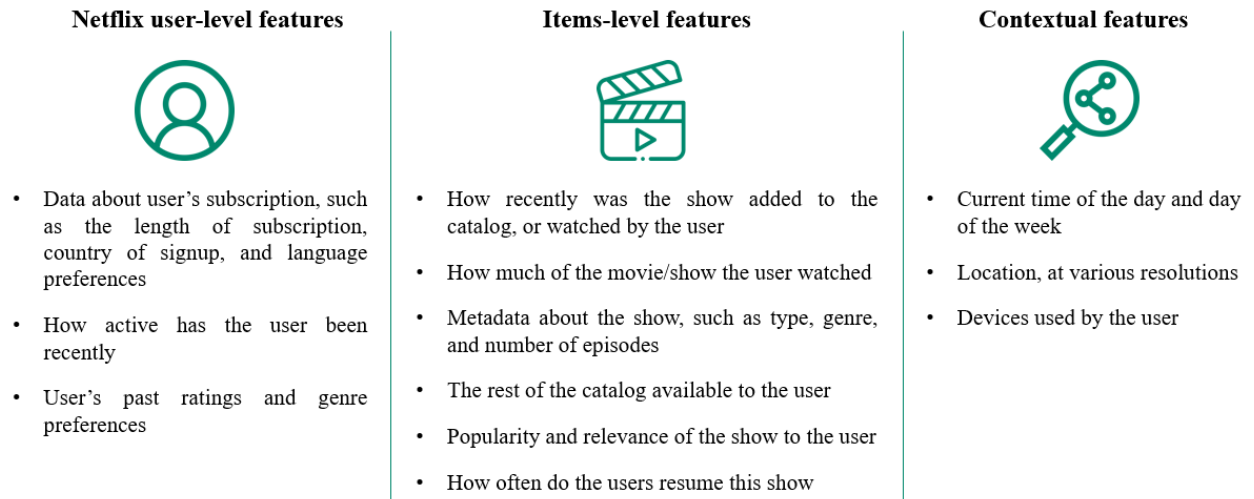 Netflix user-level features
• Data about user's subscription, such
as the length of subscription,
country of signup, and language
preferences
• How active has the user been
recently
• User's past ratings and genre
preferences
Items-level features
• How recently was the show added to the
catalog, or watched by the user
• How much of the movie/show the user watched
• Metadata about the show, such as type, genre,
and number of episodes
• The rest of the catalog available to the user
• Popularity and relevance of the show to the user
• How often do the users resume this show
Contextual features
• Current time of the day and day
of the week
• Location, at various resolutions
• Devices used by the user